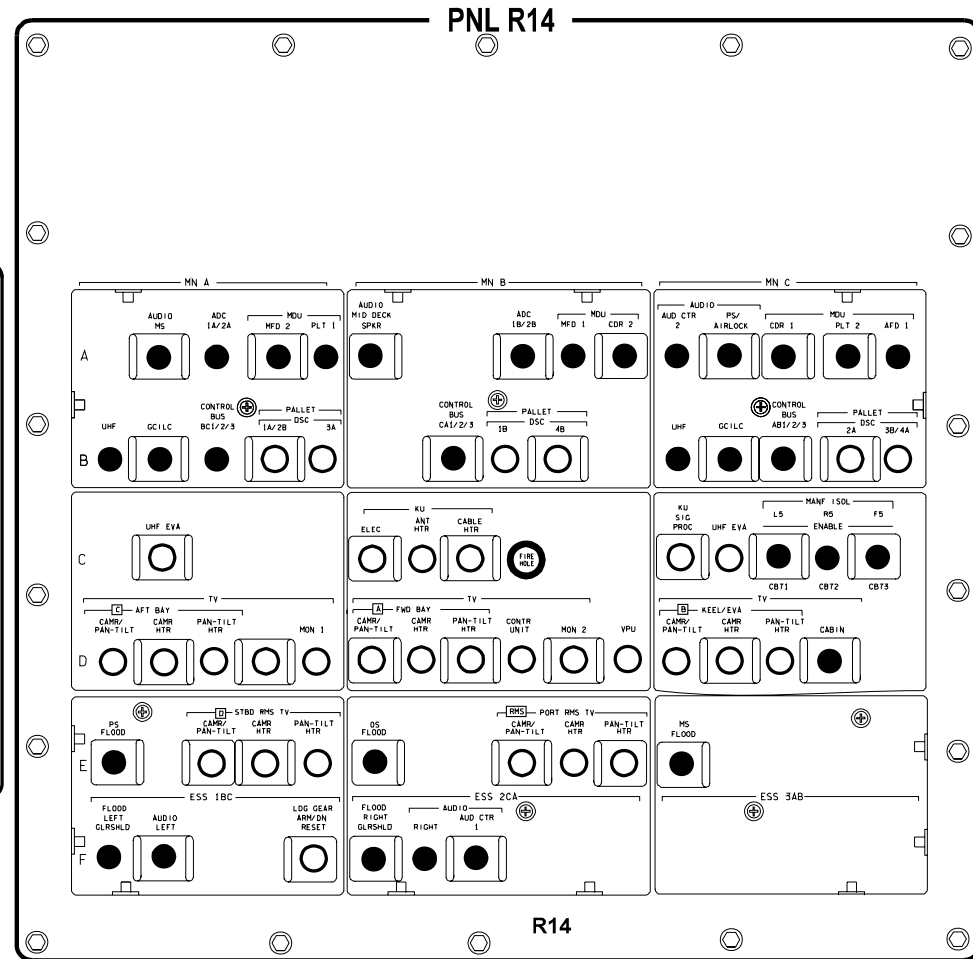 PNL R14
MN A
MN B
MN C
AUDIO
MS
ADC
1A/2A
MDU
MFD 2
PLT 1
AUDIO
MID DECK
SPKR
ADC
1B/2B
MDU
MFD 1
CDR 2
AUDIO
AUD CTR
2
PS/
AIRLOCK
MDU
CDR 1
PLT 2
AFD 1
A
UHF
GCILC
CONTROL
BUS
BC1/2/3
PALLET
DSC
1A/2B
3A
CONTROL
BUS
CA1/2/3
PALLET
DSC
1B
4B
UHF
GCILC
CONTROL
BUS
AB1/2/3
PALLET
DSC
2A
3B/4A
B
UHF EVA
KU
ELEC
ANT
HTR
CABLE
HTR
FIRE
HOLE
KU
SIG
PROC
UHF EVA
MANF ISOL
L5
R5
F5
ENABLE
CBT1
CBT2
CBT3
C
TV
C AFT BAY
CAMR/
PAN-TILT
CAMR
HTR
PAN-TILT
HTR
MON 1
TV
A FWD BAY
CAMR/
PAN-TILT
CAMR
HTR
PAN-TILT
HTR
CONTR
UNIT
MON 2
VPU
TV
B KEEL/EVA
CAMR/
PAN-TILT
CAMR
HTR
PAN-TILT
HTR
CABIN
D
PS
FLOOD
D STBD RMS TV
CAMR/
PAN-TILT
CAMR
HTR
PAN-TILT
HTR
OS
FLOOD
RMS PORT RMS TV
CAMR/
PAN-TILT
CAMR
HTR
PAN-TILT
HTR
MS
FLOOD
E
ESS 1BC
ESS 2CA
ESS 3AB
FLOOD
LEFT
GLRSHLD
AUDIO
LEFT
LDG GEAR
ARM/DN
RESET
FLOOD
RIGHT
GLRSHLD
AUDIO
RIGHT
AUD CTR
1
F
R14